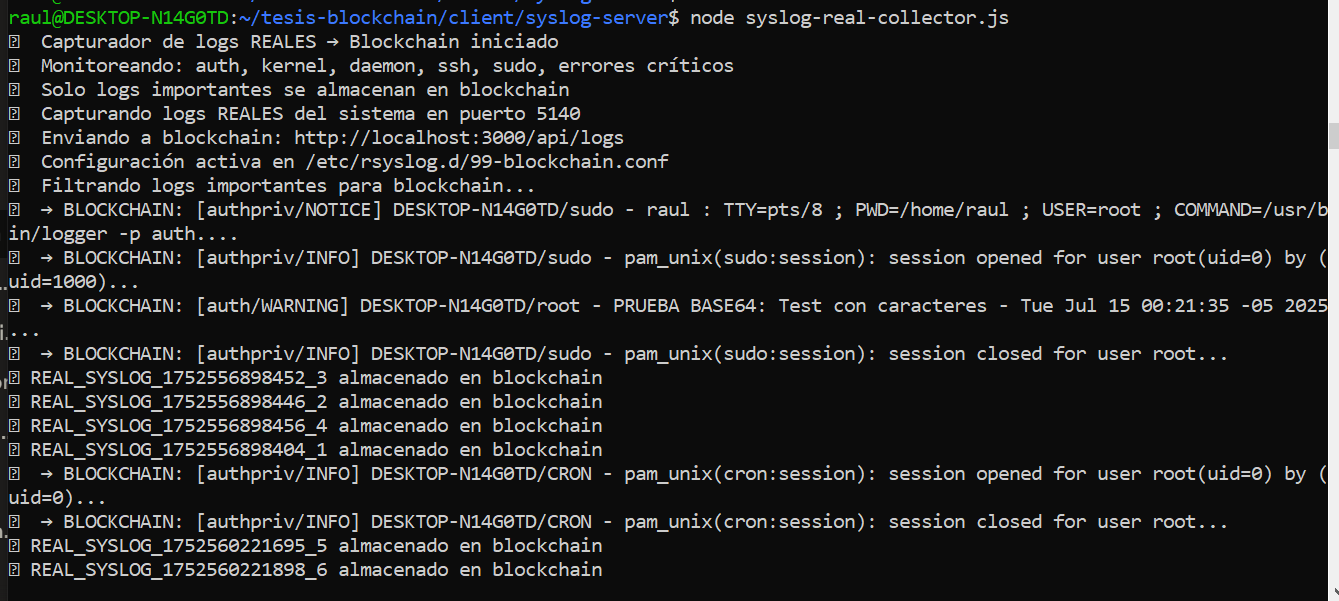 raul@DESKTOP-N14G0TD:~/tesis-blockchain/client/syslog-server$ node syslog-real-collector.js
Capturador de logs REALES → Blockchain iniciado
Monitoreando: auth, kernel, daemon, ssh, sudo, errores críticos
Solo logs importantes se almacenan en blockchain
Capturando logs REALES del sistema en puerto 5140
Enviando a blockchain: http://localhost:3000/api/logs
Configuración activa en /etc/rsyslog.d/99-blockchain.conf
Filtrando logs importantes para blockchain...
→ BLOCKCHAIN: [authpriv/NOTICE] DESKTOP-N14G0TD/sudo - raul : TTY=pts/8 ; PWD=/home/raul ; USER=root ; COMMAND=/usr/b
in/logger -p auth....
→ BLOCKCHAIN: [authpriv/INFO] DESKTOP-N14G0TD/sudo - pam_unix(sudo:session): session opened for user root(uid=0) by (
uid=1000)...
→ BLOCKCHAIN: [auth/WARNING] DESKTOP-N14G0TD/root - PRUEBA BASE64: Test con caracteres - Tue Jul 15 00:21:35 -05 2025
...
→ BLOCKCHAIN: [authpriv/INFO] DESKTOP-N14G0TD/sudo - pam_unix(sudo:session): session closed for user root...
REAL_SYSLOG_1752556898452_3 almacenado en blockchain
REAL_SYSLOG_1752556898446_2 almacenado en blockchain
REAL_SYSLOG_1752556898456_4 almacenado en blockchain
REAL_SYSLOG_1752556898404_1 almacenado en blockchain
→ BLOCKCHAIN: [authpriv/INFO] DESKTOP-N14G0TD/CRON - pam_unix(cron:session): session opened for user root(uid=0) by (
uid=0)...
→ BLOCKCHAIN: [authpriv/INFO] DESKTOP-N14G0TD/CRON - pam_unix(cron:session): session closed for user root...
REAL_SYSLOG_1752560221695_5 almacenado en blockchain
REAL_SYSLOG_1752560221898_6 almacenado en blockchain